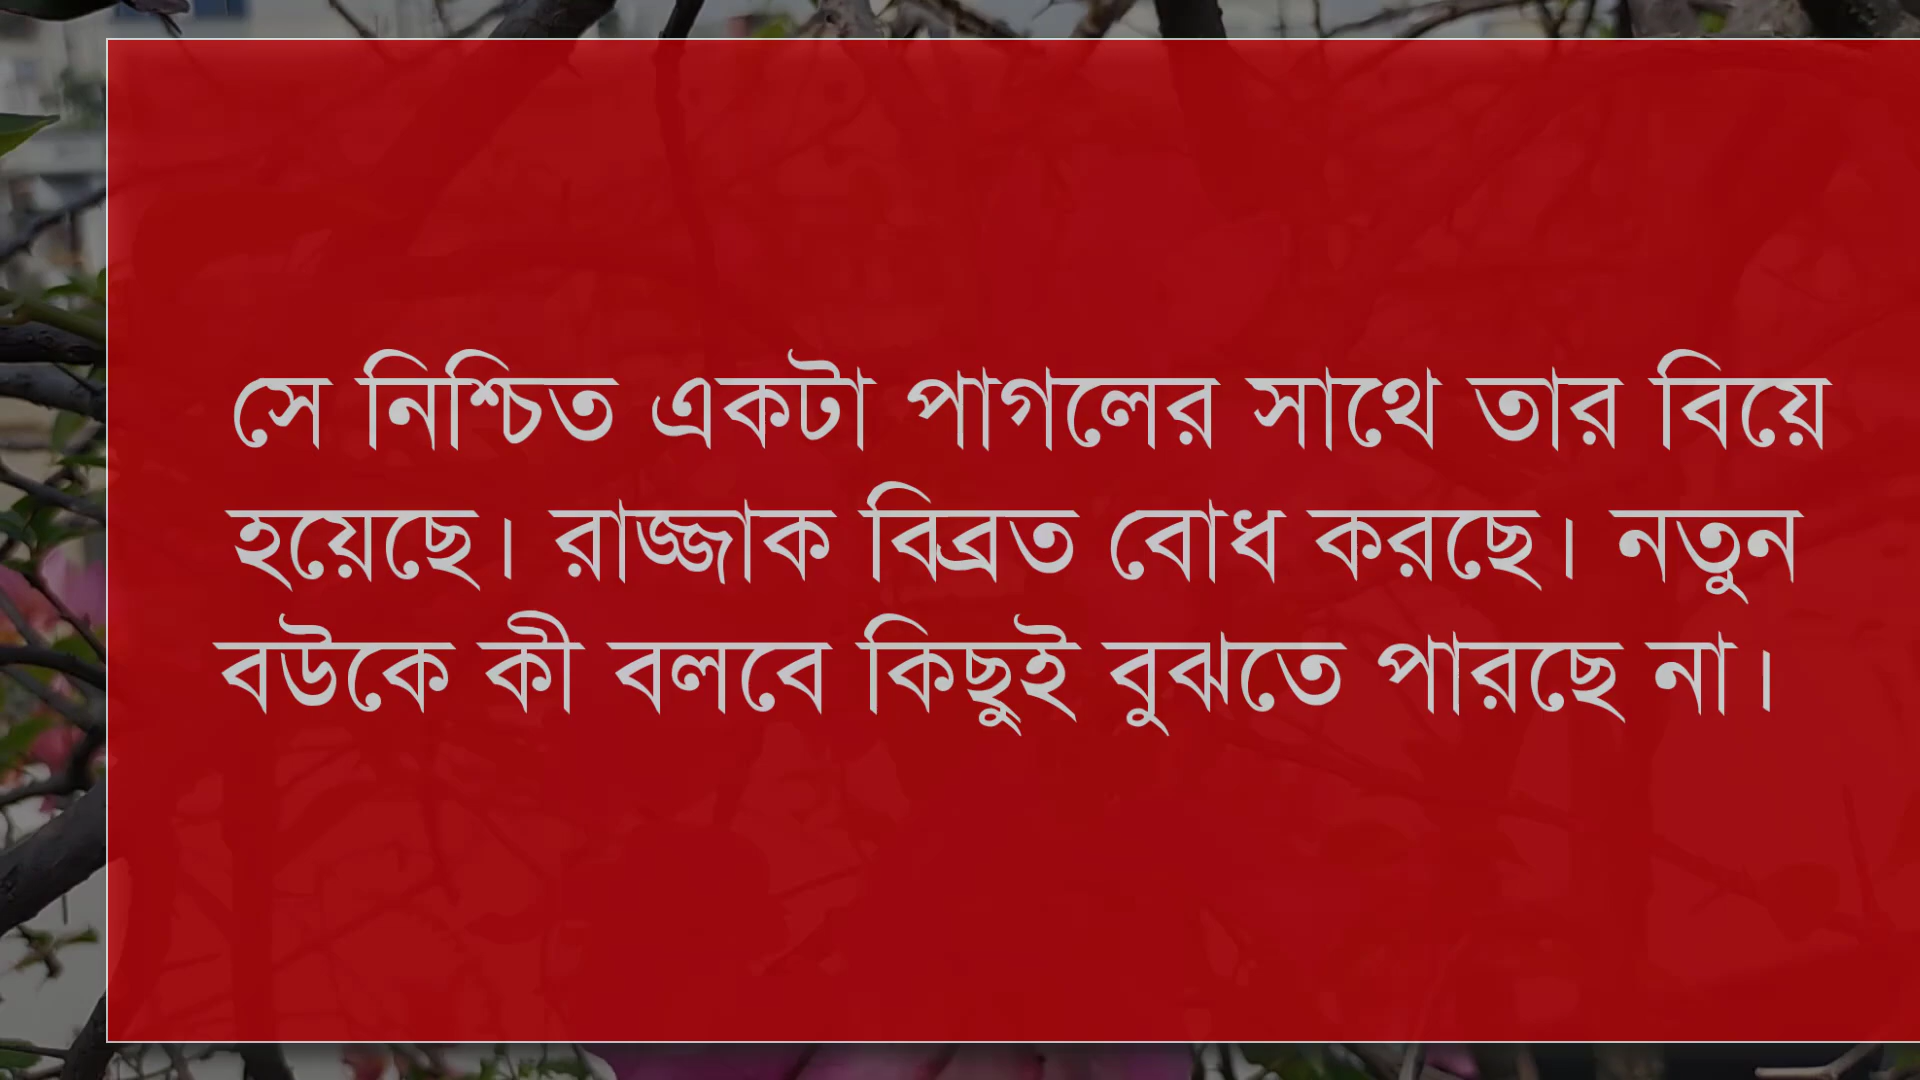 সে নিশ্চিত একটা পাগলের সাথে তার বিয়ে
হয়েছে। রাজ্জাক বিব্রত বোধ করছে। নতুন
বউকে কী বলবে কিছুই বুঝতে পারছে না।